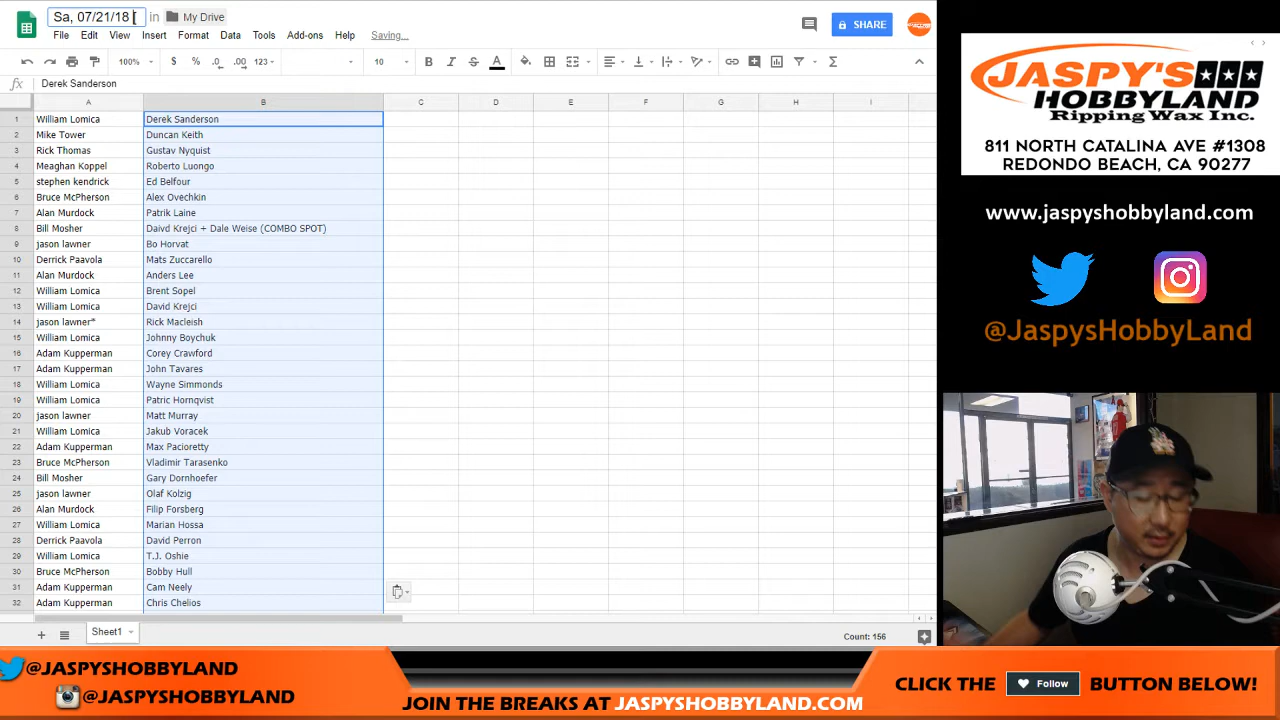 Sa, 07/21/18 in My Drive
SHARE
File Edit View Insert Format Data Tools Add-ons Help Saving...
100% $ % .0 .00 123 10 B I S A
fx Derek Sanderson
A B C D E F G H I
1 William Lomica Derek Sanderson
2 Mike Tower Duncan Keith
3 Rick Thomas Gustav Nyquist
4 Meaghan Koppel Roberto Luongo
5 stephen kendrick Ed Belfour
6 Bruce McPherson Alex Ovechkin
7 Alan Murdock Patrik Laine
8 Bill Mosher Daivd Krejci + Dale Weise (COMBO SPOT)
9 jason lawner Bo Horvat
10 Derrick Paavola Mats Zuccarello
11 Alan Murdock Anders Lee
12 William Lomica Brent Sopel
13 William Lomica David Krejci
14 jason lawner* Rick Macleish
15 William Lomica Johnny Boychuk
16 Adam Kupperman Corey Crawford
17 Adam Kupperman John Tavares
18 William Lomica Wayne Simmonds
19 William Lomica Patric Hornqvist
20 jason lawner Matt Murray
21 William Lomica Jakub Voracek
22 Adam Kupperman Max Pacioretty
23 Bruce McPherson Vladimir Tarasenko
24 Bill Mosher Gary Dornhoefer
25 jason lawner Olaf Kolzig
26 Alan Murdock Filip Forsberg
27 William Lomica Marian Hossa
28 Derrick Paavola David Perron
29 William Lomica T.J. Oshie
30 Bruce McPherson Bobby Hull
31 Adam Kupperman Cam Neely
32 Adam Kupperman Chris Chelios
Sheet1
Count: 156
JASPY'S
HOBBYLAND
Ripping Wax Inc.
811 NORTH CATALINA AVE #1308
REDONDO BEACH, CA 90277
www.jaspyshobbyland.com
@JaspysHobbyLand
@JASPYSHOBBYLAND
@JASPYSHOBBYLAND
JOIN THE BREAKS AT JASPYSHOBBYLAND.COM
CLICK THE Follow BUTTON BELOW!